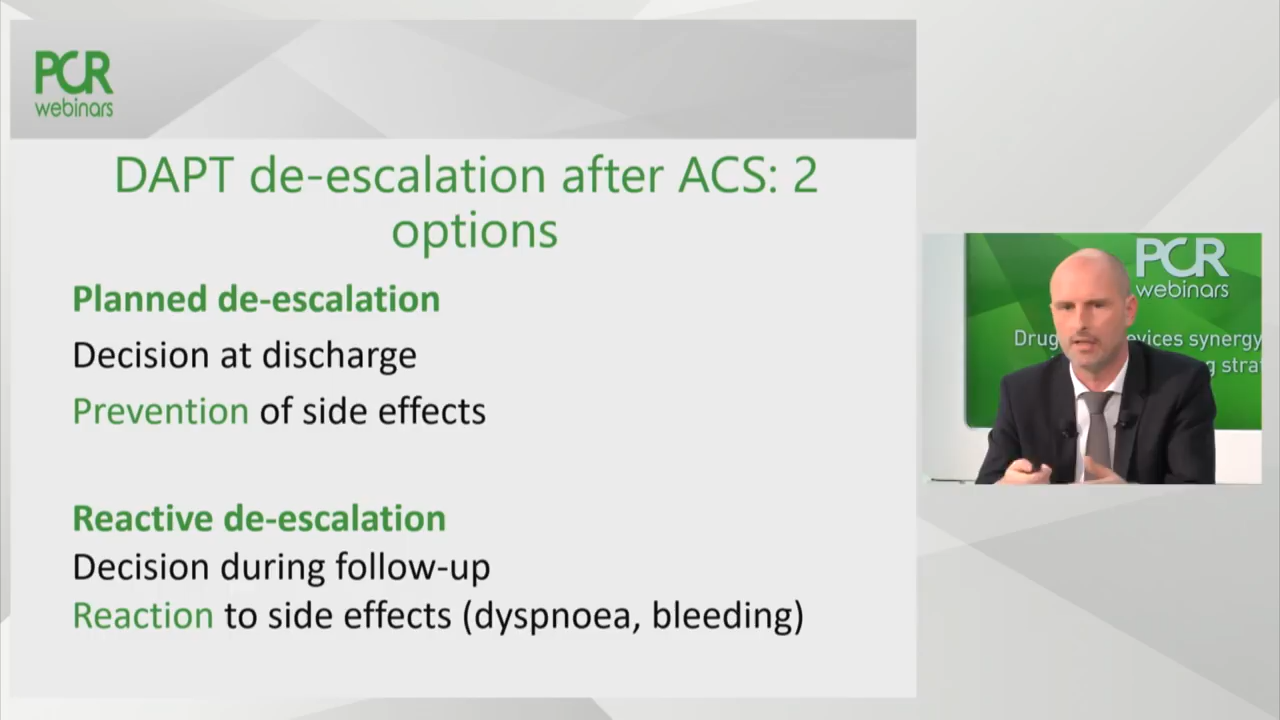 PCR
webinars
DAPT de-escalation after ACS: 2
options
Planned de-escalation
Decision at discharge
Prevention of side effects
Reactive de-escalation
Decision during follow-up
Reaction to side effects (dyspnoea, bleeding)
PCR
webinars
synergy